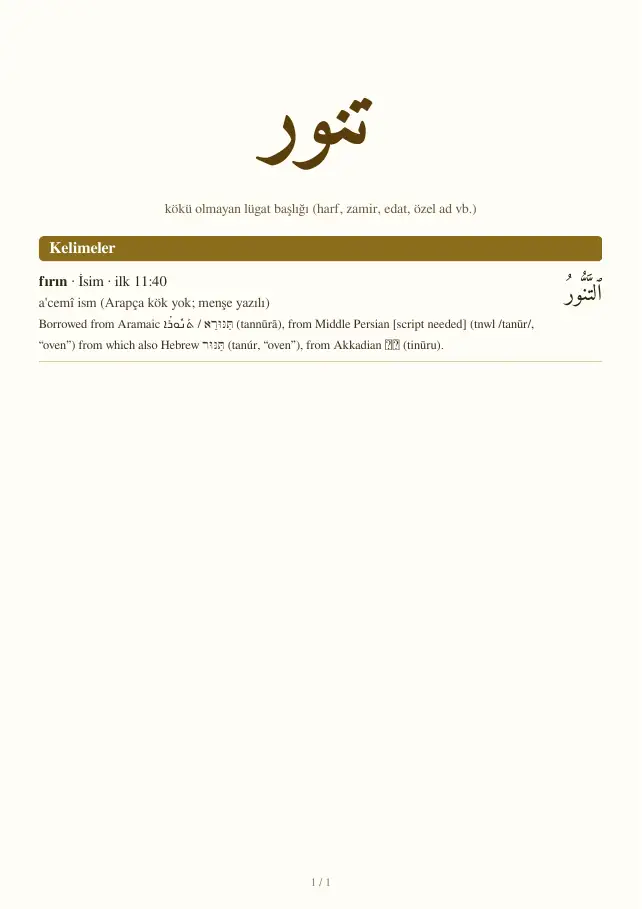 تنور
kökü olmayan lügat başlığı (harf, zamir, edat, özel ad vb.)
Kelimeler
fırın · İsim · ilk 11:40 ٱلتَّنُّورُ
a'cemî ism (Arapça kök yok; menşe yazılı)
Borrowed from Aramaic / תַּנּוּרָא (tannūrā), from Middle Persian [script needed] (tnwl /tanūr/,
“oven”) from which also Hebrew תַּנּוּר (tanúr, “oven”), from Akkadian (tinūru).
1 / 1